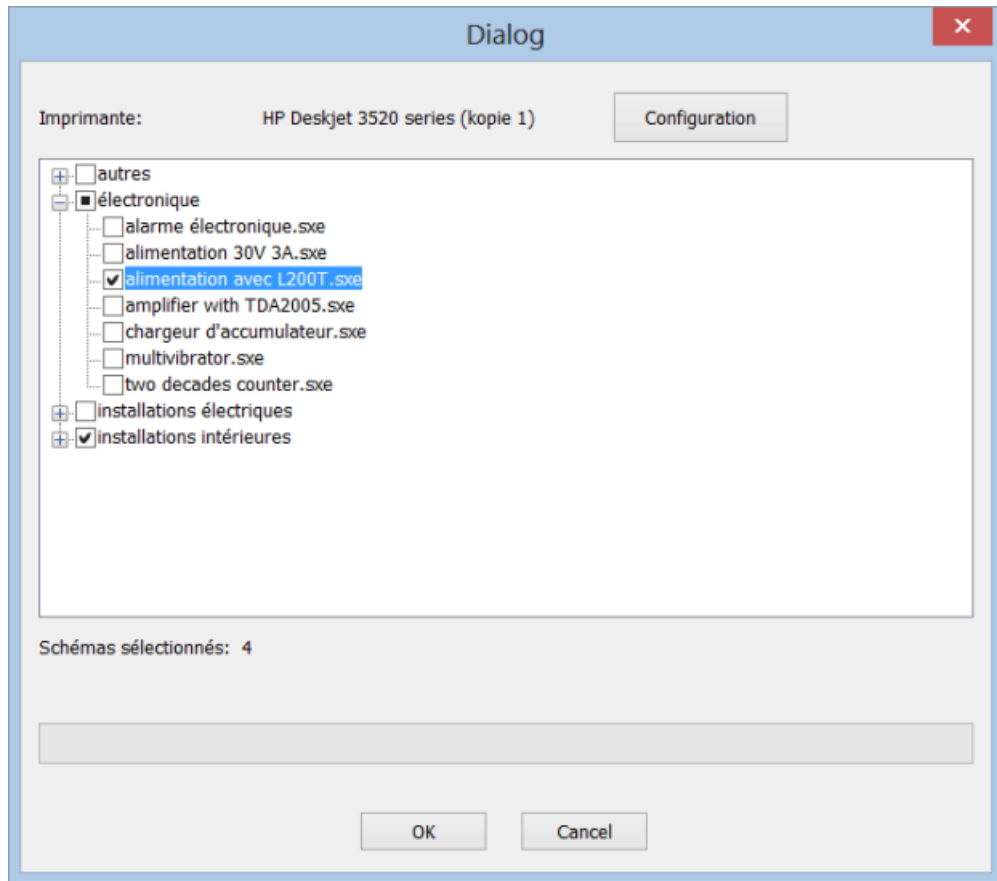 Dialog
Imprimante: HP Deskjet 3520 series (kopie 1) Configuration
autres
électronique
alarme électronique.sxe
alimentation 30V 3A.sxe
alimentation avec L200T.sxe
amplifier with TDA2005.sxe
chargeur d'accumulateur.sxe
multivibrator.sxe
two decades counter.sxe
installations électriques
installations intérieures
Schémas sélectionnés: 4
OK Cancel